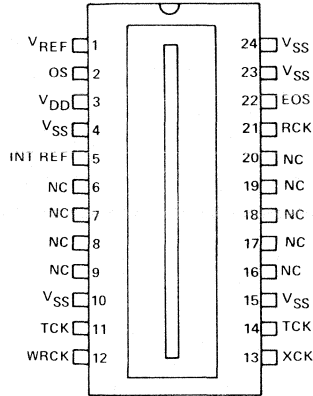 VREF 1 24 VSS
OS 2 23 VSS
VDD 3 22 EOS
VSS 4 21 RCK
INT REF 5 20 NC
NC 6 19 NC
NC 7 18 NC
NC 8 17 NC
NC 9 16 NC
VSS 10 15 VSS
TCK 11 14 TCK
WRCK 12 13 XCK